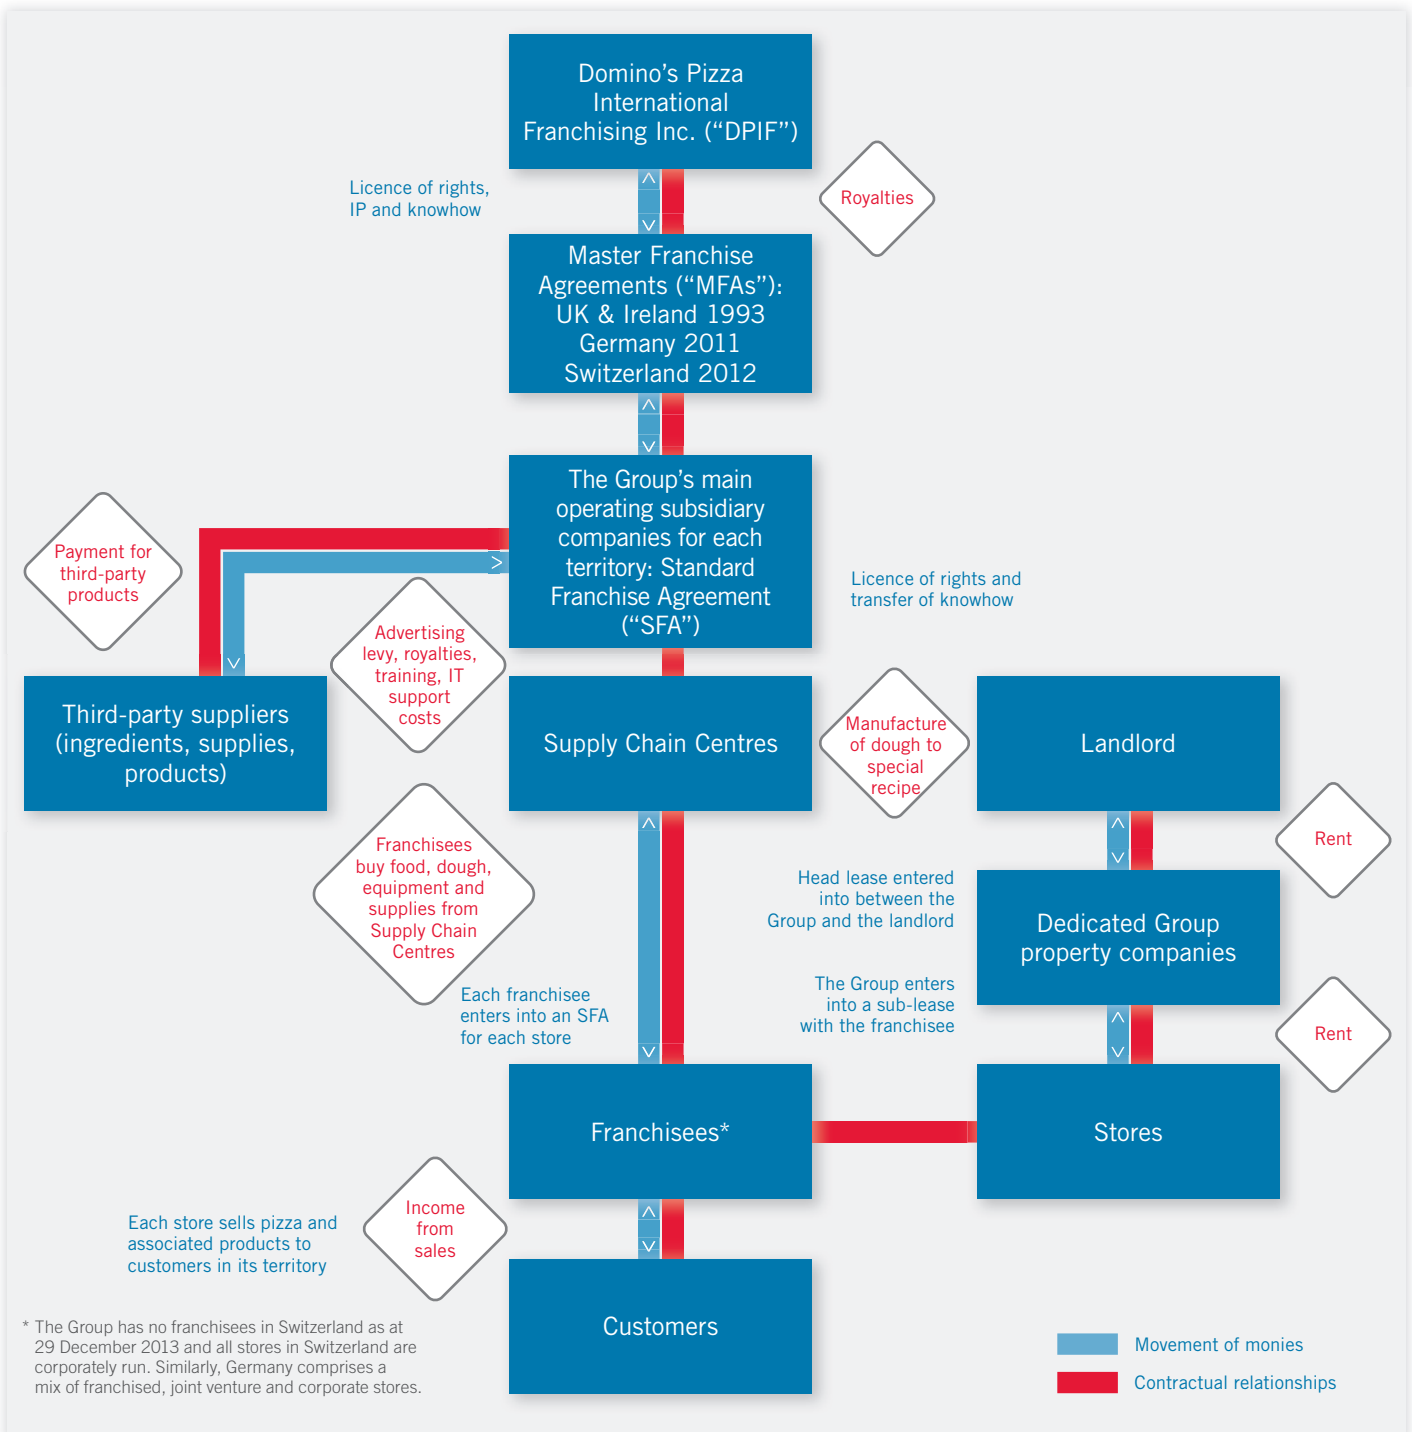 Domino’s Pizza
International
Franchising Inc. (“DPIF”)
Licence of rights,
IP and knowhow
Royalties
Master Franchise
Agreements (“MFAs”):
UK & Ireland 1993
Germany 2011
Switzerland 2012
The Group’s main
operating subsidiary
companies for each
territory: Standard
Franchise Agreement
(“SFA”)
Payment for
third-party
products
Licence of rights and
transfer of knowhow
Advertising
levy, royalties,
training, IT
support
costs
Third-party suppliers
(ingredients, supplies,
products)
Supply Chain Centres
Manufacture
of dough to
special
recipe
Landlord
Franchisees
buy food, dough,
equipment and
supplies from
Supply Chain
Centres
Rent
Head lease entered
into between the
Group and the landlord
Dedicated Group
property companies
The Group enters
into a sub-lease
with the franchisee
Each franchisee
enters into an SFA
for each store
Rent
Franchisees*
Stores
Income
from
sales
Each store sells pizza and
associated products to
customers in its territory
Customers
* The Group has no franchisees in Switzerland as at
29 December 2013 and all stores in Switzerland are
corporately run. Similarly, Germany comprises a
mix of franchised, joint venture and corporate stores.
Movement of monies
Contractual relationships